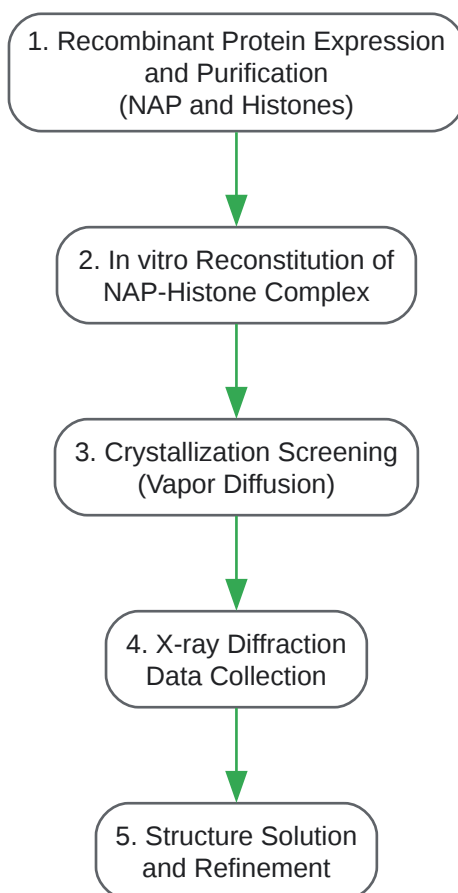 1. Recombinant Protein Expression
and Purification
(NAP and Histones)
2. In vitro Reconstitution of
NAP-Histone Complex
3. Crystallization Screening
(Vapor Diffusion)
4. X-ray Diffraction
Data Collection
5. Structure Solution
and Refinement